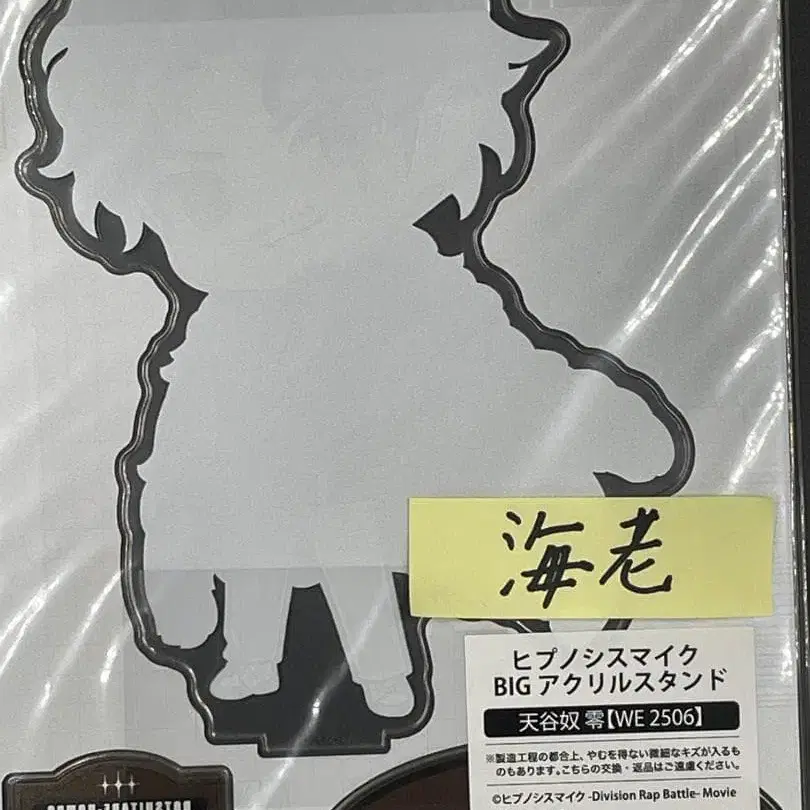 海老
ヒプノシスマイク
BIG アクリルスタンド
天谷奴 零【WE 2506】
※製造工程の都合上、やむを得ない微細なキズが入るも
のもあります。こちらの交換・返品はご遠慮ください。
©ヒプノシスマイク -Division Rap Battle- Movie